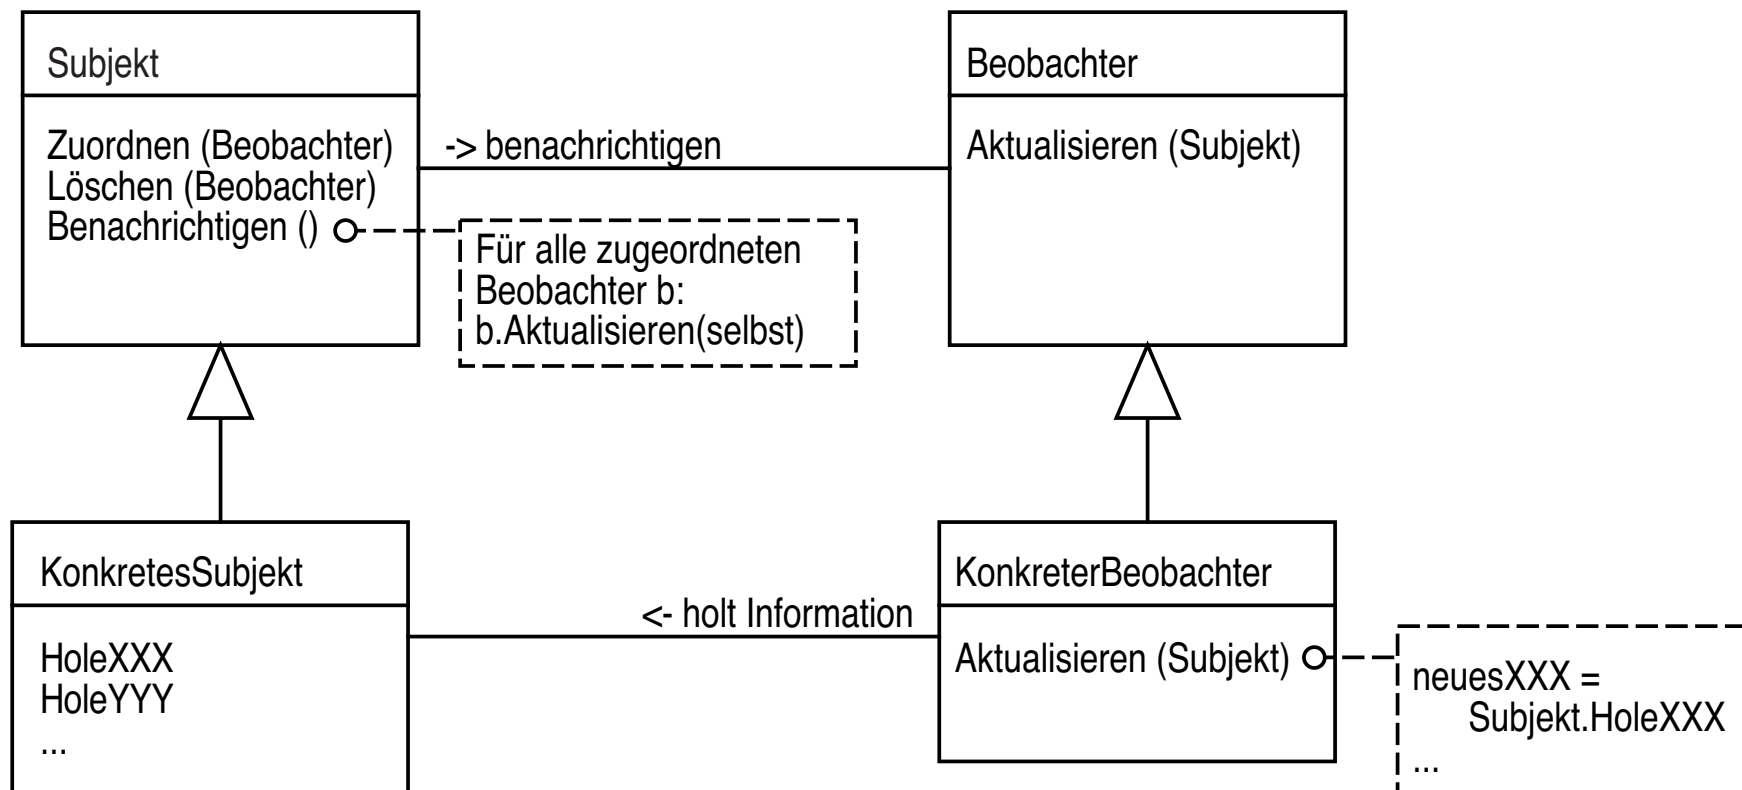 Subjekt
Zuordnen (Beobachter)
Löschen (Beobachter)
Benachrichtigen ()
-> benachrichtigen
Für alle zugeordneten
Beobachter b:
b.Aktualisieren(selbst)
Beobachter
Aktualisieren (Subjekt)
KonkretesSubjekt
HoleXXX
HoleYYY
...
<- holt Information
KonkreterBeobachter
Aktualisieren (Subjekt)
neuesXXX =
Subjekt.HoleXXX
...